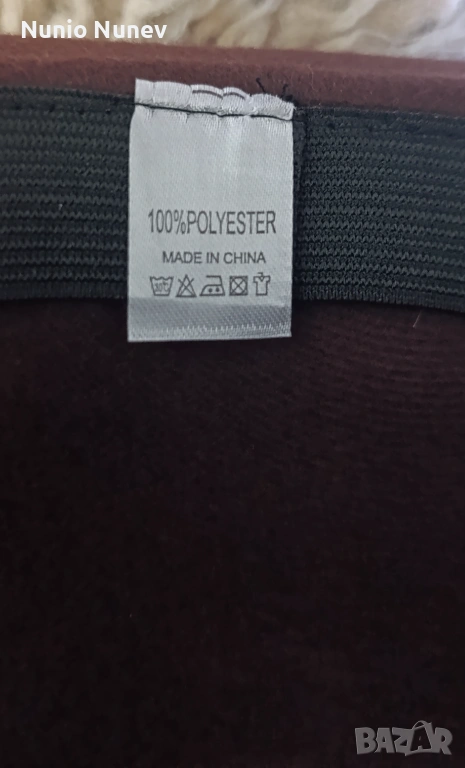 Nunio Nunev
100%POLYESTER
MADE IN CHINA
BAZAR